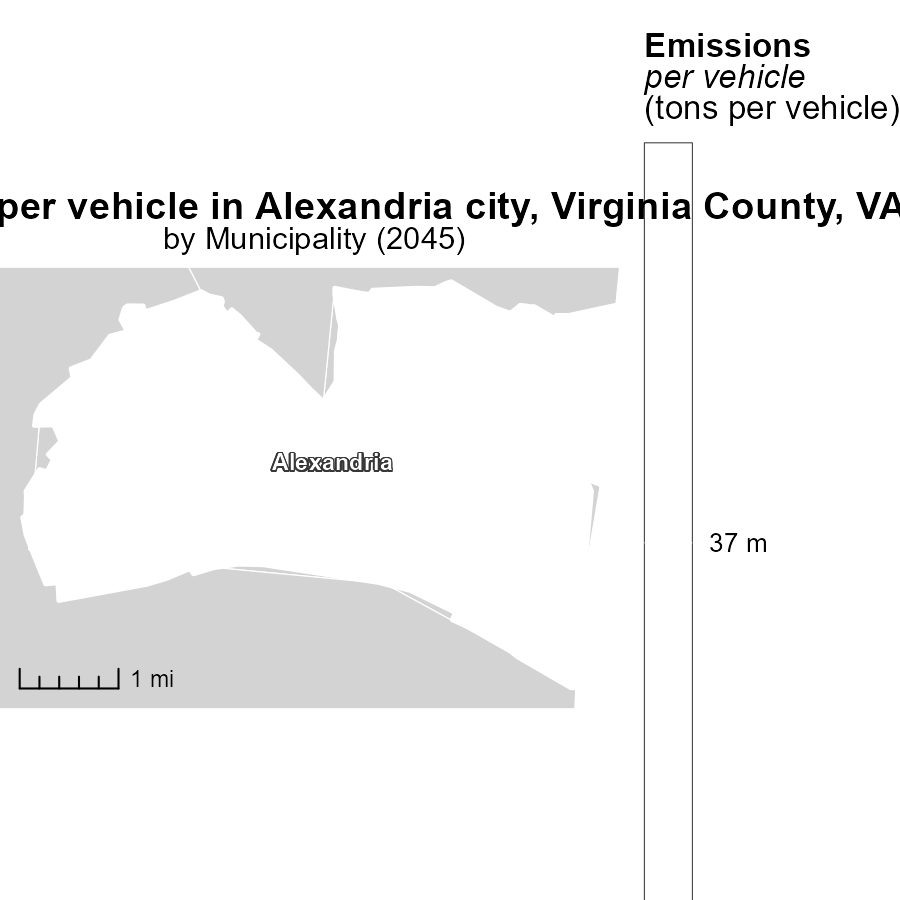 Emissions
per vehicle
(tons per vehicle)
per vehicle in Alexandria city, Virginia County, VA
by Municipality (2045)
Alexandria
37 m
1 mi